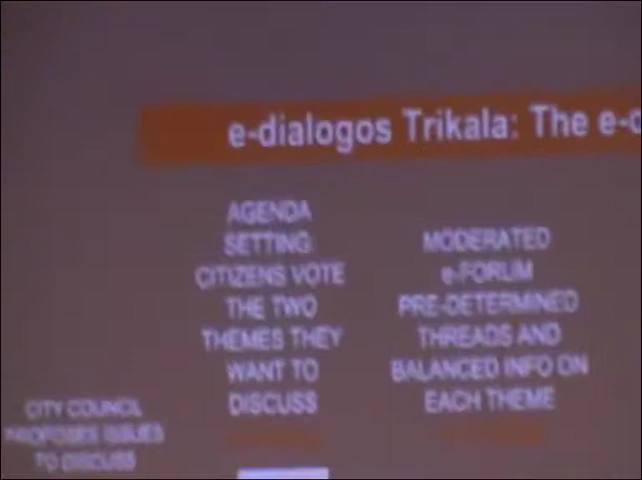 e-dialogos Trikala: The e-
AGENDA
SETTING:
CITIZENS VOTE
THE TWO
THEMES THEY
WANT TO
DISCUSS
MODERATED
e-FORUM
PRE-DETERMINED
THREADS AND
BALANCED INFO ON
EACH THEME
CITY COUNCIL
PROPOSES ISSUES
TO DISCUSS